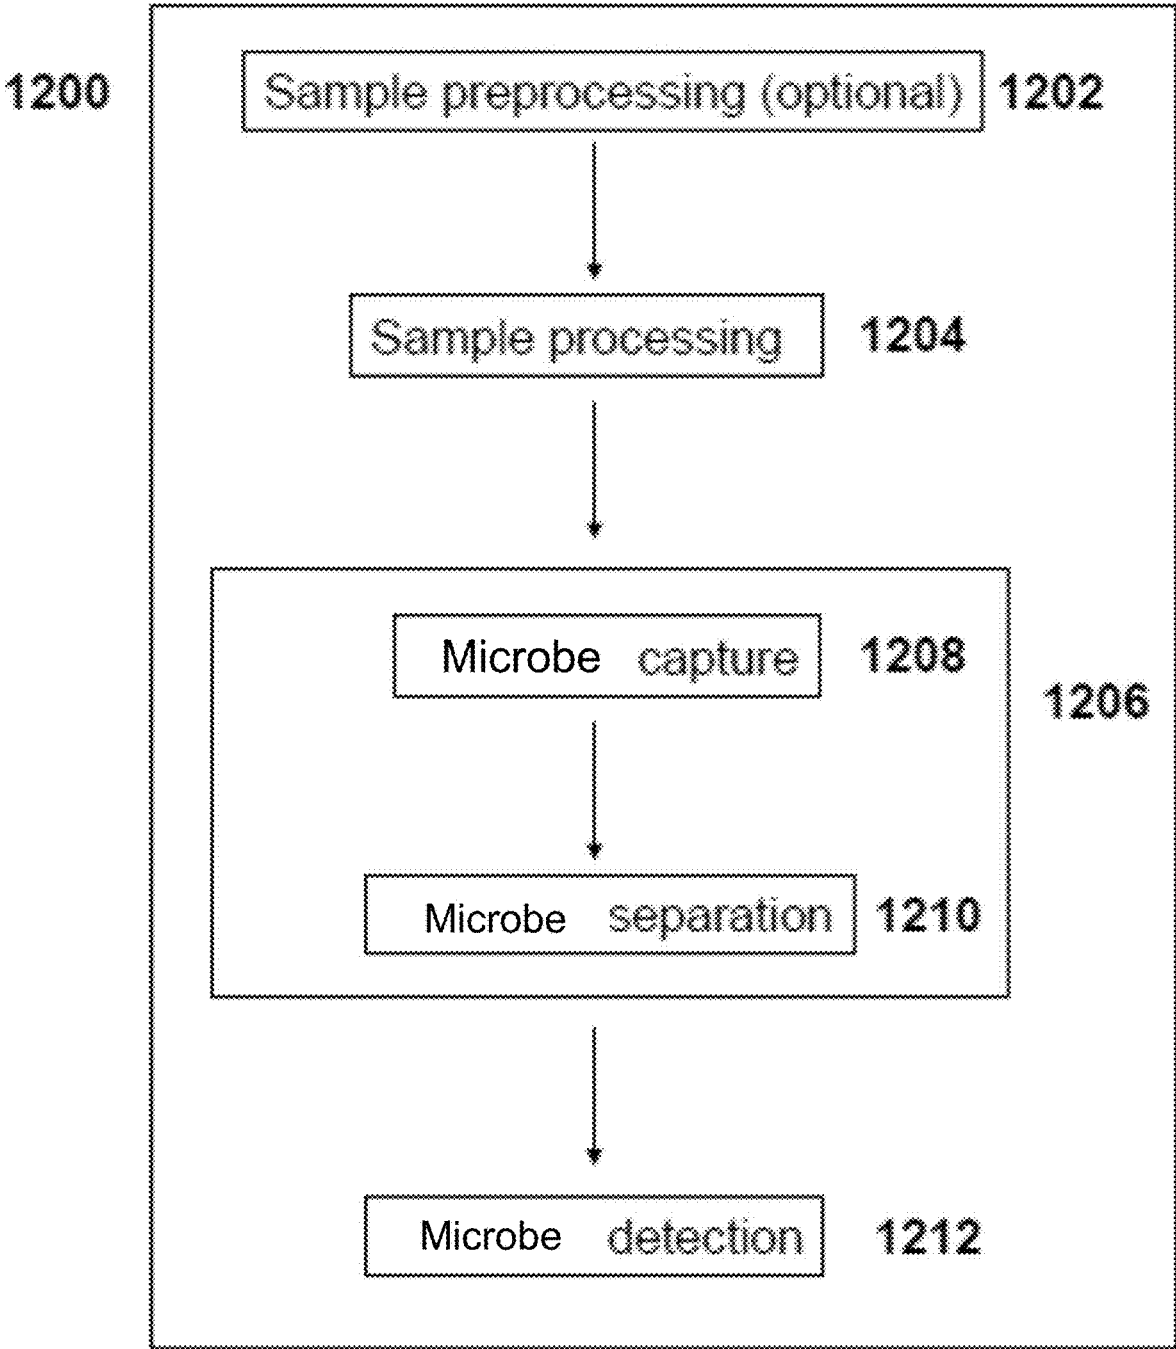 1200
Sample preprocessing (optional) 1202
Sample processing 1204
Microbe capture 1208
1206
Microbe separation 1210
Microbe detection 1212